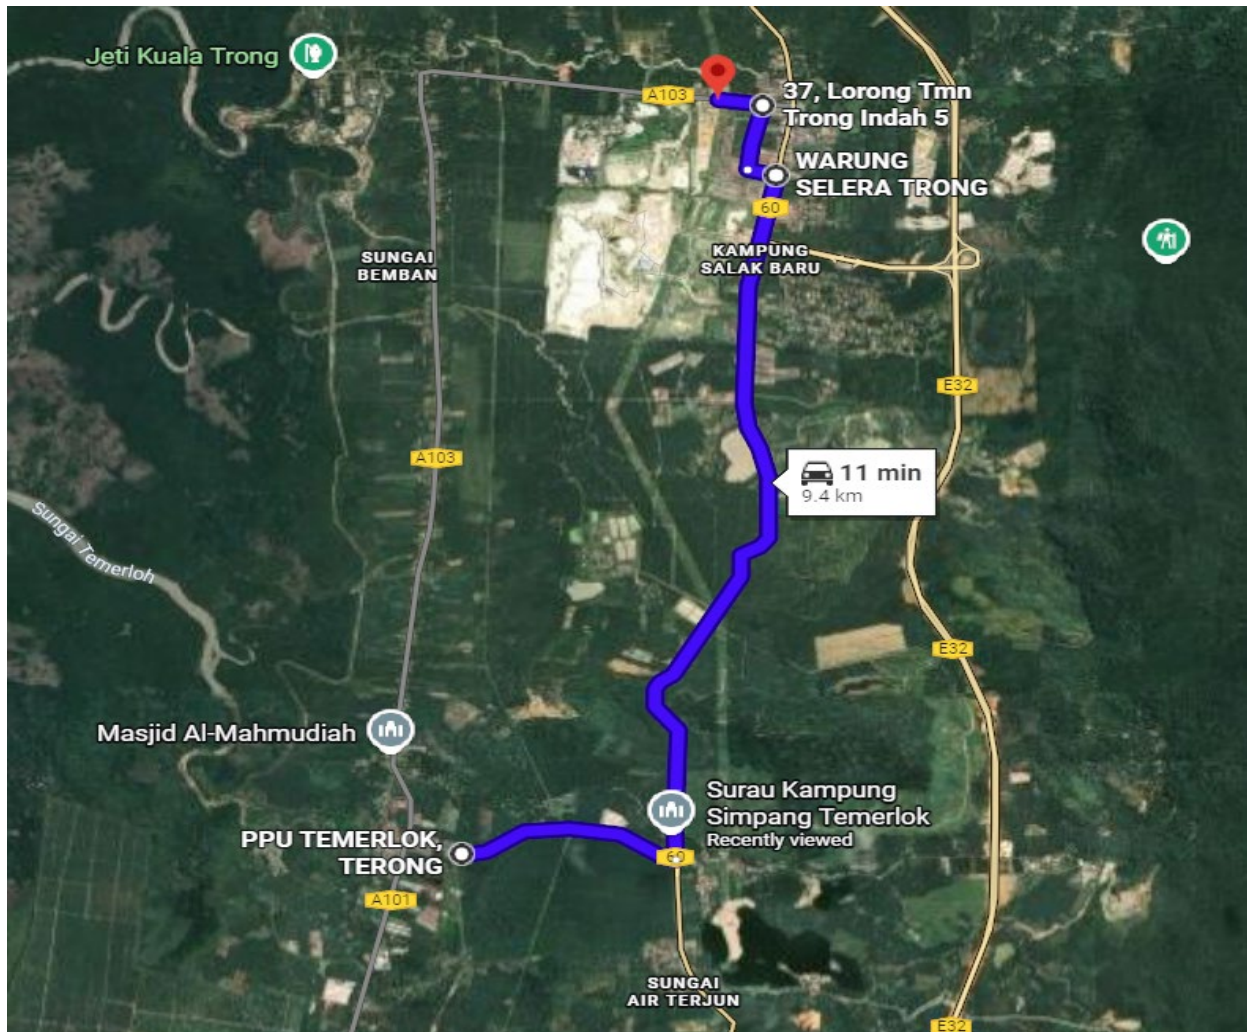 Jeti Kuala Trong
A103
37, Lorong Tmn
Trong Indah 5
WARUNG
SELERA TRONG
60
KAMPUNG
SALAK BARU
SUNGAI
BEMBAN
E32
A103
11 min
9.4 km
Sungai Temerloh
E32
Masjid Al-Mahmudiah
Surau Kampung
Simpang Temerlok
Recently viewed
PPU TEMERLOK,
TERONG
60
A101
SUNGAI
AIR TERJUN
E32